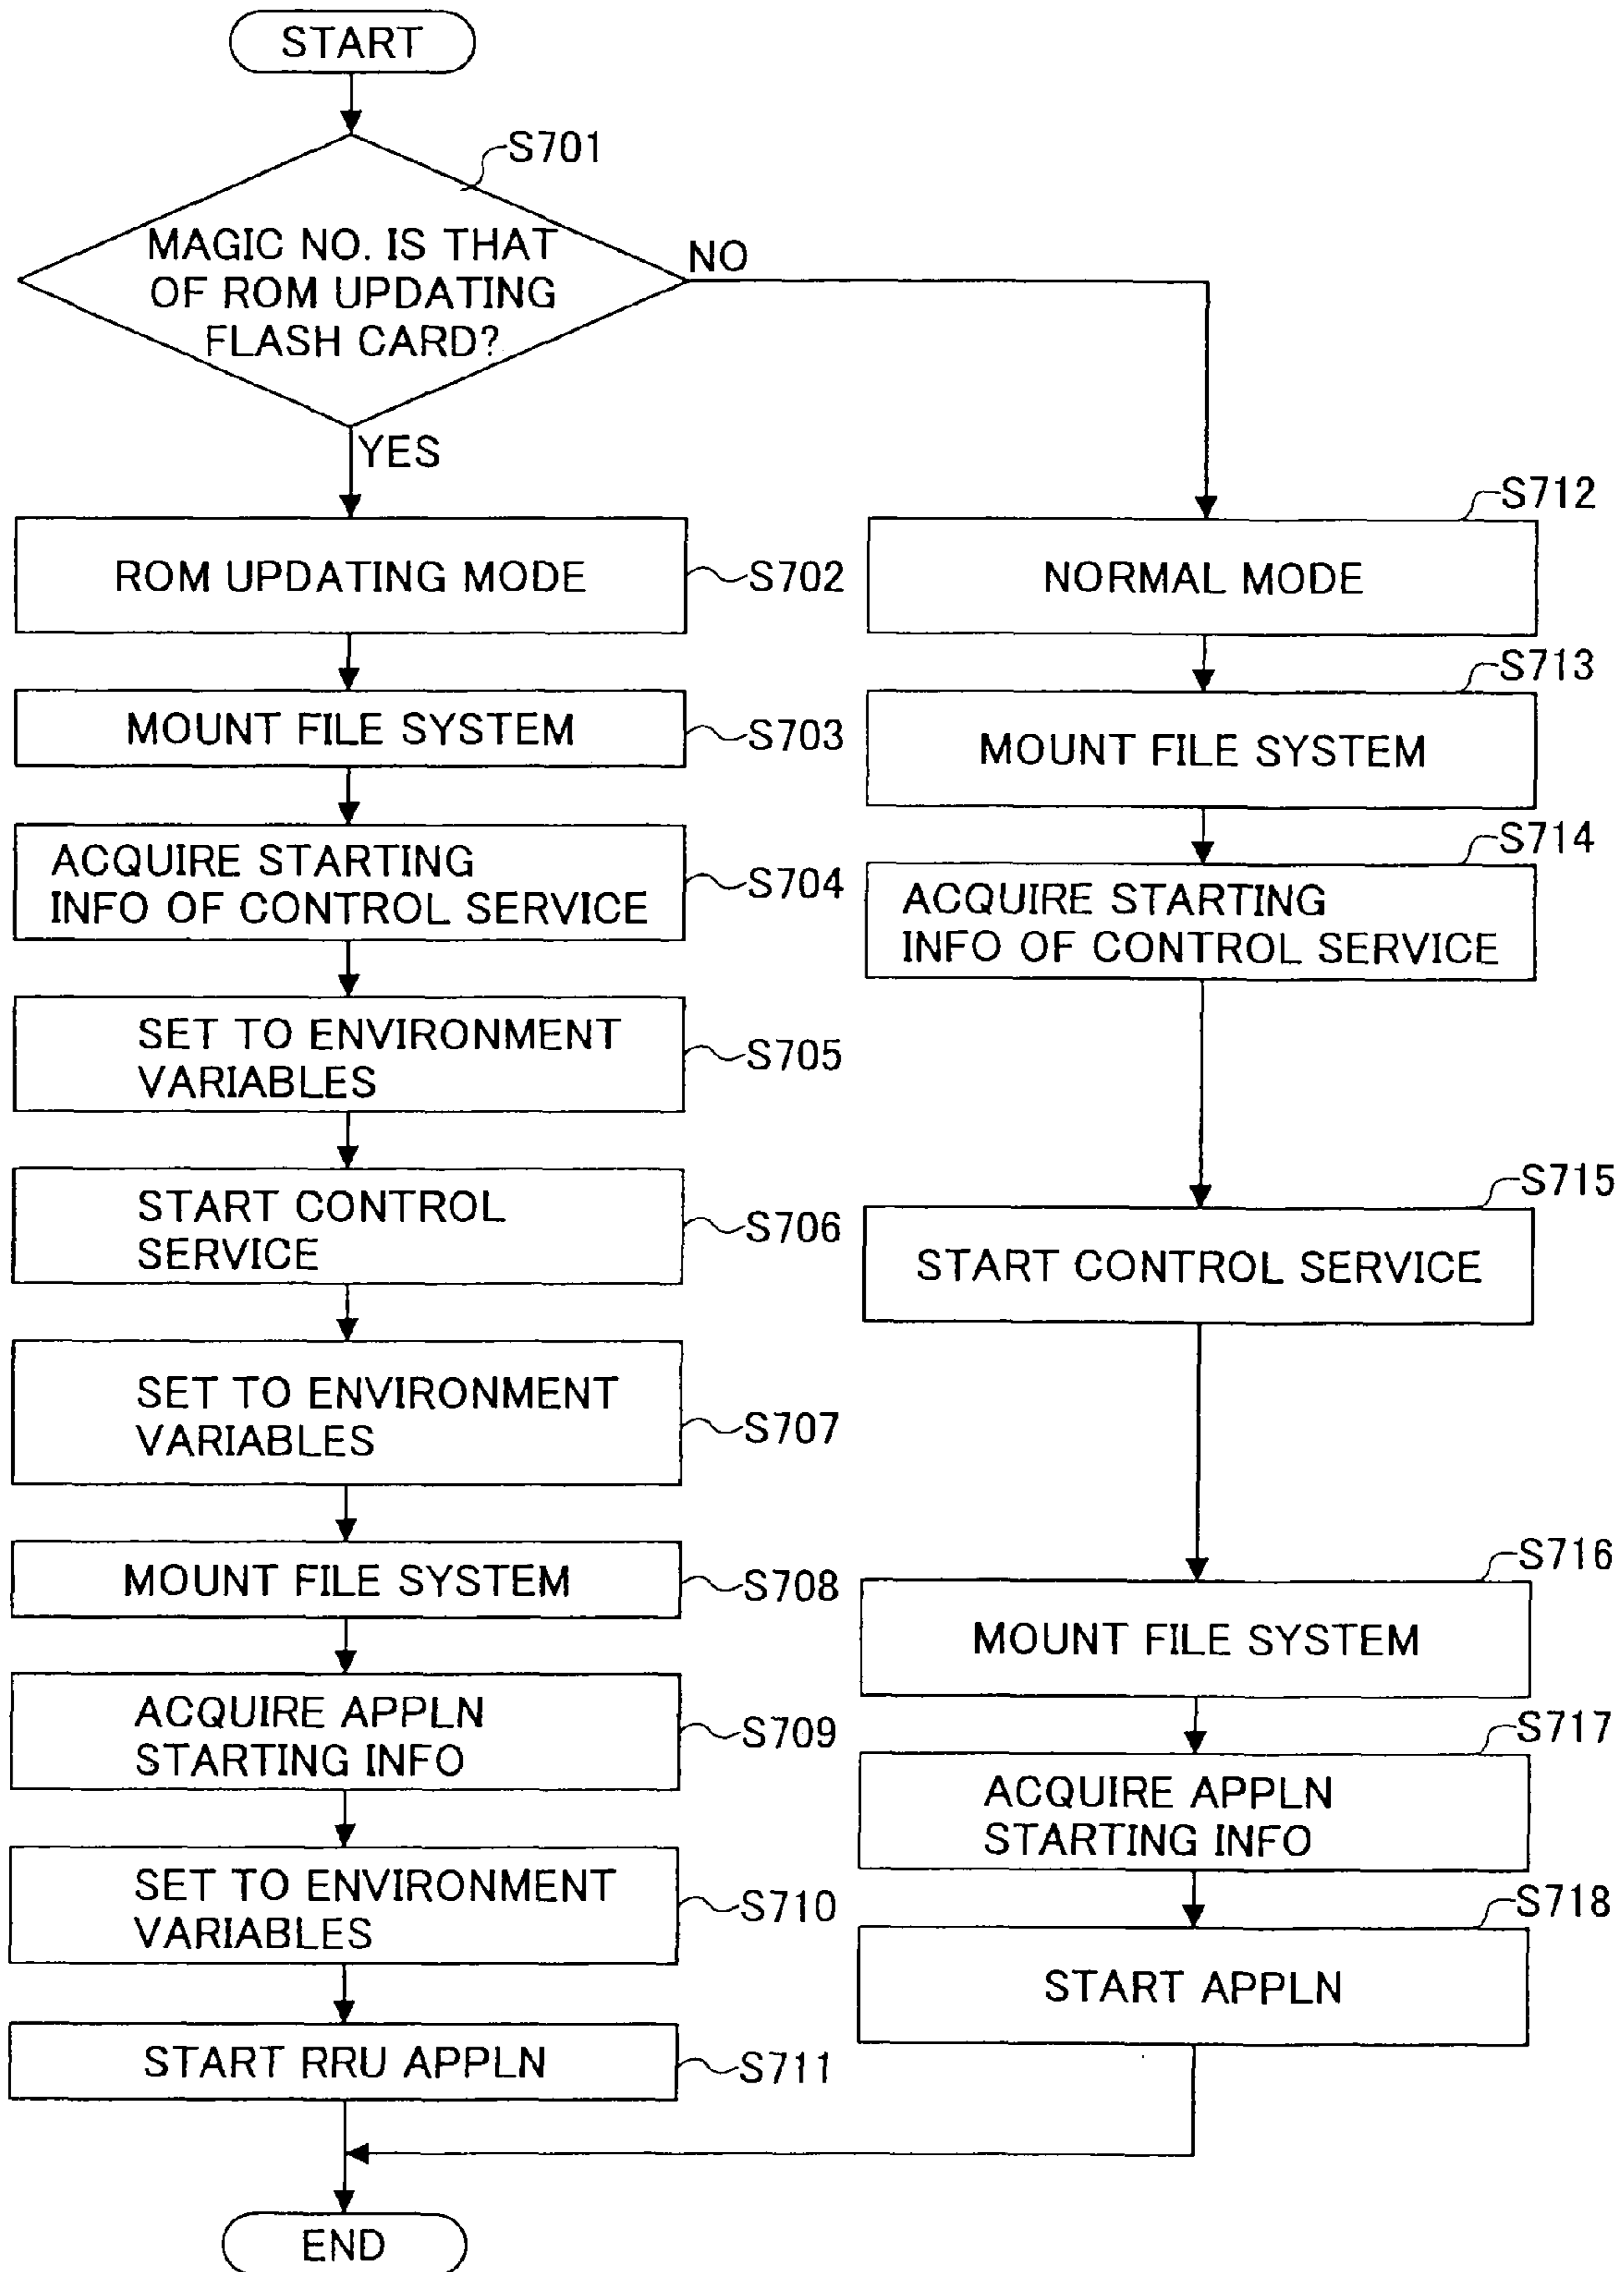 START
S701
MAGIC NO. IS THAT
OF ROM UPDATING
FLASH CARD?
NO
YES
ROM UPDATING MODE
S702
MOUNT FILE SYSTEM
S703
ACQUIRE STARTING
INFO OF CONTROL SERVICE
S704
SET TO ENVIRONMENT
VARIABLES
S705
START CONTROL
SERVICE
S706
SET TO ENVIRONMENT
VARIABLES
S707
MOUNT FILE SYSTEM
S708
ACQUIRE APPLN
STARTING INFO
S709
SET TO ENVIRONMENT
VARIABLES
S710
START RRU APPLN
S711
S712
NORMAL MODE
S713
MOUNT FILE SYSTEM
S714
ACQUIRE STARTING
INFO OF CONTROL SERVICE
S715
START CONTROL SERVICE
S716
MOUNT FILE SYSTEM
S717
ACQUIRE APPLN
STARTING INFO
S718
START APPLN
END